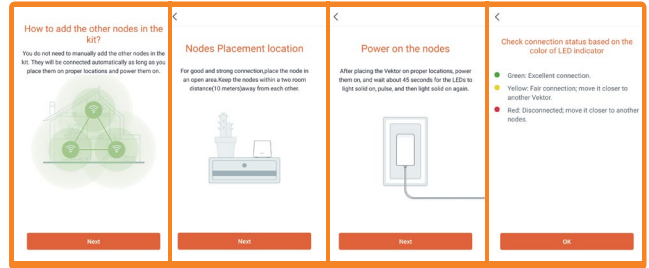 How to add the other nodes in the
kit?
You do not need to manually add the other nodes in the
kit. They will be connected automatically as long as you
place them on proper locations and power them on.
Next
Nodes Placement location
For good and strong connection,place the node in
an open area.Keep the nodes within a two room
distance(10 meters)away from each other.
Next
Power on the nodes
After placing the Vektor on proper locations, power
them on, and wait about 45 seconds for the LEDs to
light solid on, pulse, and then light solid on again.
Next
Check connection status based on the
color of LED indicator
Green: Excellent connection.
Yellow: Fair connection; move it closer to
another Vektor.
Red: Disconnected; move it closer to another
nodes.
OK